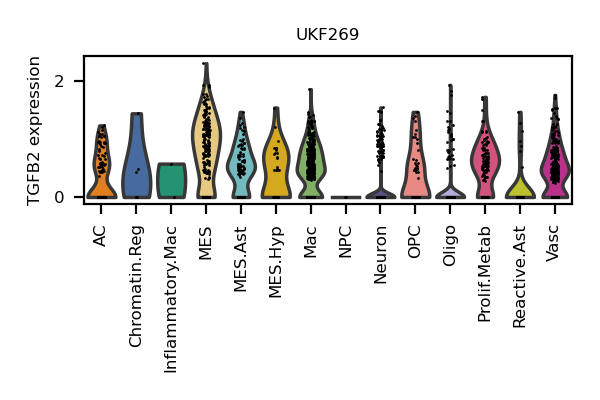 UKF269
TGFB2 expression
2
0
AC
Chromatin.Reg
Inflammatory.Mac
MES
MES.Ast
MES.Hyp
Mac
NPC
Neuron
OPC
Oligo
Prolif.Metab
Reactive.Ast
Vasc